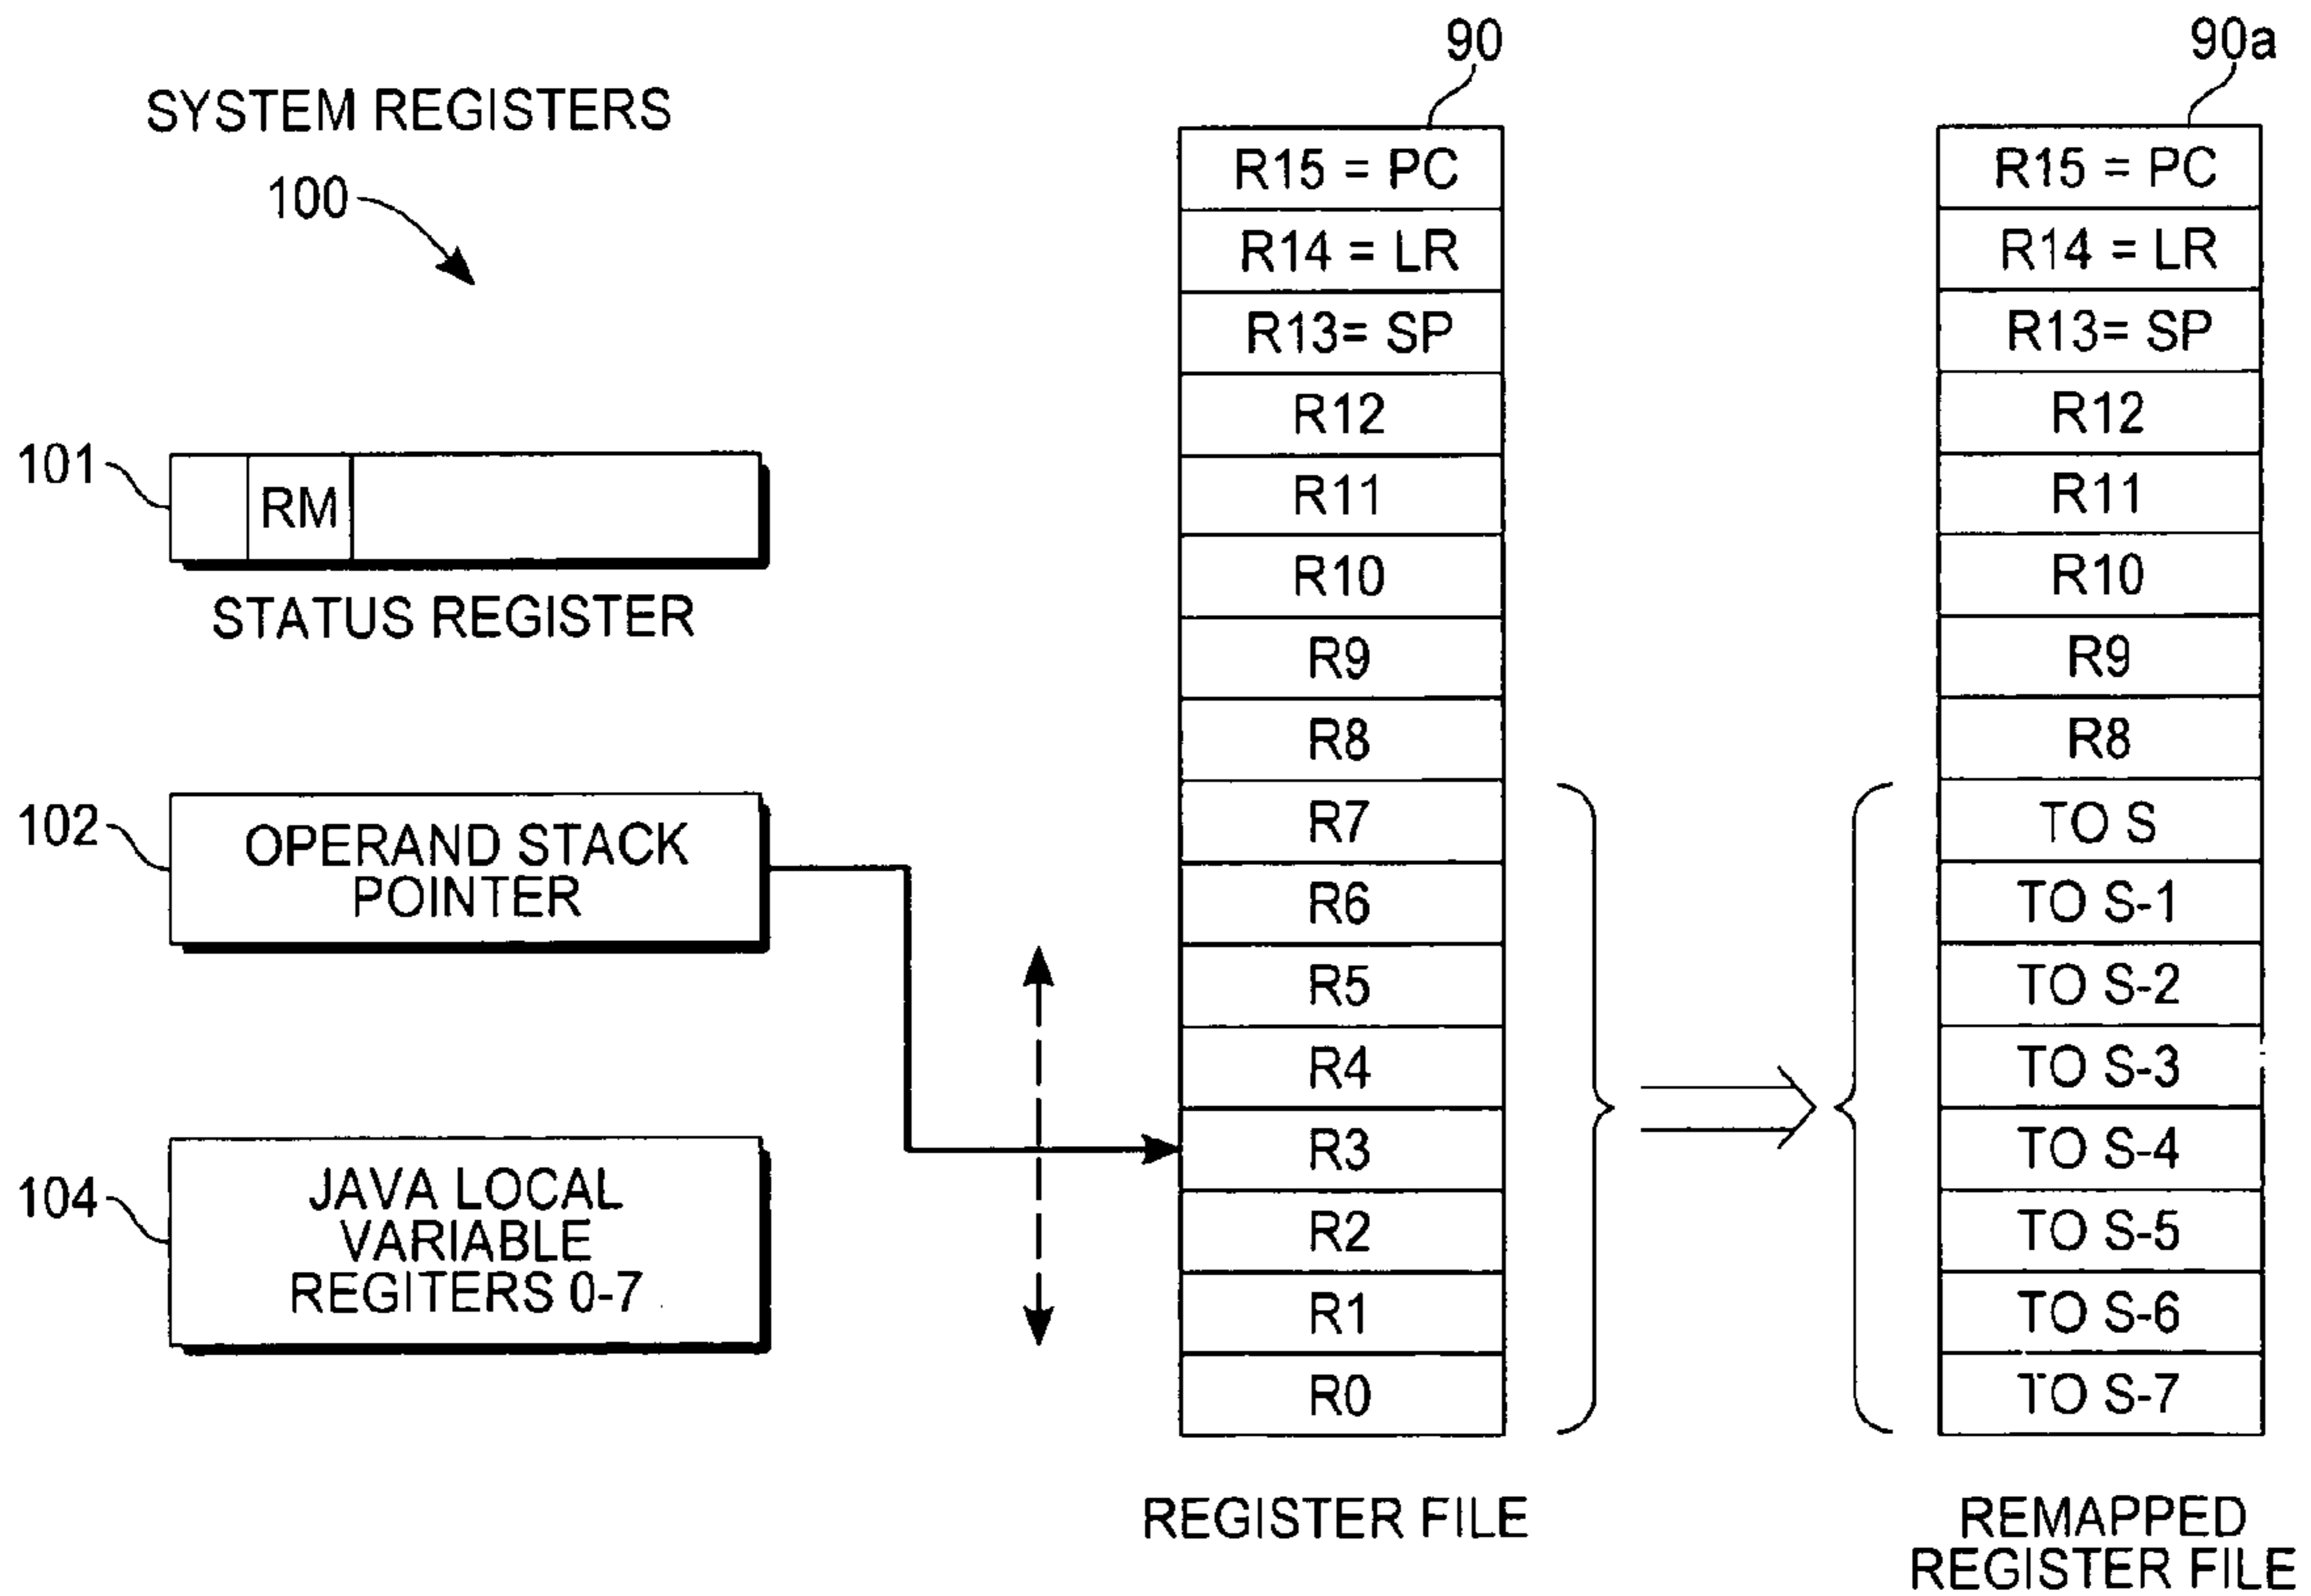 SYSTEM REGISTERS
100
101
RM
STATUS REGISTER
102
OPERAND STACK
POINTER
104
JAVA LOCAL
VARIABLE
REGITERS 0-7
90
R15 = PC
R14 = LR
R13= SP
R12
R11
R10
R9
R8
R7
R6
R5
R4
R3
R2
R1
R0
REGISTER FILE
90a
R15 = PC
R14 = LR
R13= SP
R12
R11
R10
R9
R8
TO S
TO S-1
TO S-2
TO S-3
TO S-4
TO S-5
TO S-6
TO S-7
REMAPPED
REGISTER FILE